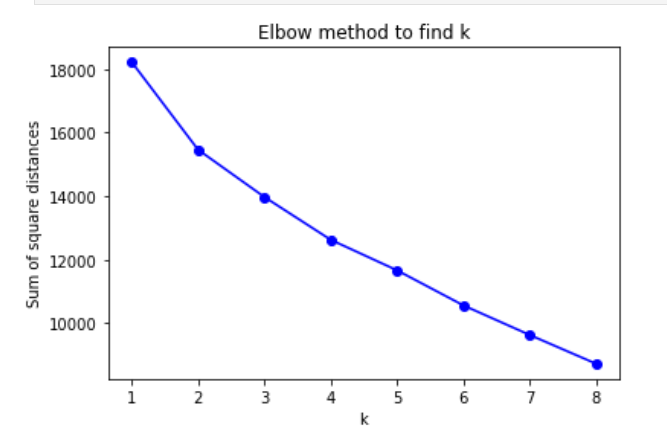 Elbow method to find k
Sum of square distances
18000
16000
14000
12000
10000
1 2 3 4 5 6 7 8
k